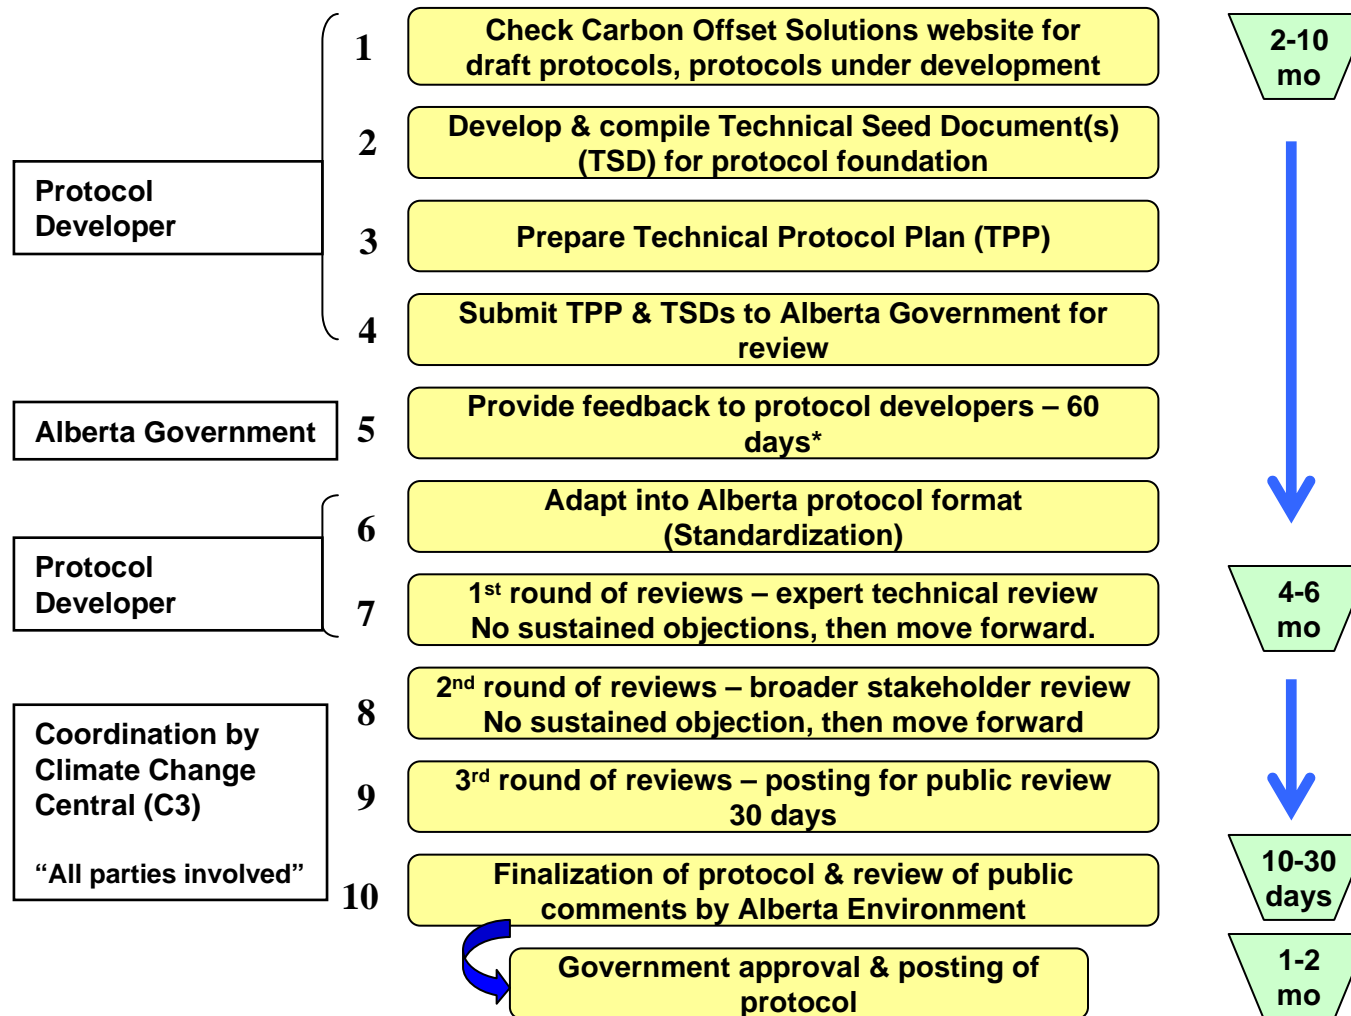 1
Check Carbon Offset Solutions website for
draft protocols, protocols under development
2-10
mo
2
Develop & compile Technical Seed Document(s)
(TSD) for protocol foundation
Protocol
Developer
3
Prepare Technical Protocol Plan (TPP)
4
Submit TPP & TSDs to Alberta Government for
review
Alberta Government
5
Provide feedback to protocol developers – 60
days*
6
Adapt into Alberta protocol format
(Standardization)
Protocol
Developer
7
1st round of reviews – expert technical review
No sustained objections, then move forward.
4-6
mo
8
2nd round of reviews – broader stakeholder review
No sustained objection, then move forward
Coordination by
Climate Change
Central (C3)
“All parties involved”
9
3rd round of reviews – posting for public review
30 days
10
Finalization of protocol & review of public
comments by Alberta Environment
10-30
days
Government approval & posting of
protocol
1-2
mo